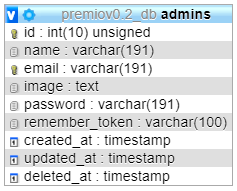 v premiov0.2_db admins
id : int(10) unsigned
name : varchar(191)
email : varchar(191)
image : text
password : varchar(191)
remember_token : varchar(100)
created_at : timestamp
updated_at : timestamp
deleted_at : timestamp